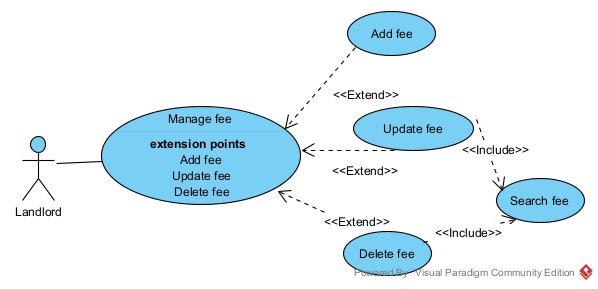 Add fee
<<Extend>>
Manage fee
extension points
Add fee
Update fee
Delete fee
Update fee
<<Include>>
<<Extend>>
Landlord
Search fee
<<Extend>>
<<Include>>
Delete fee
Powered By: Visual Paradigm Community Edition